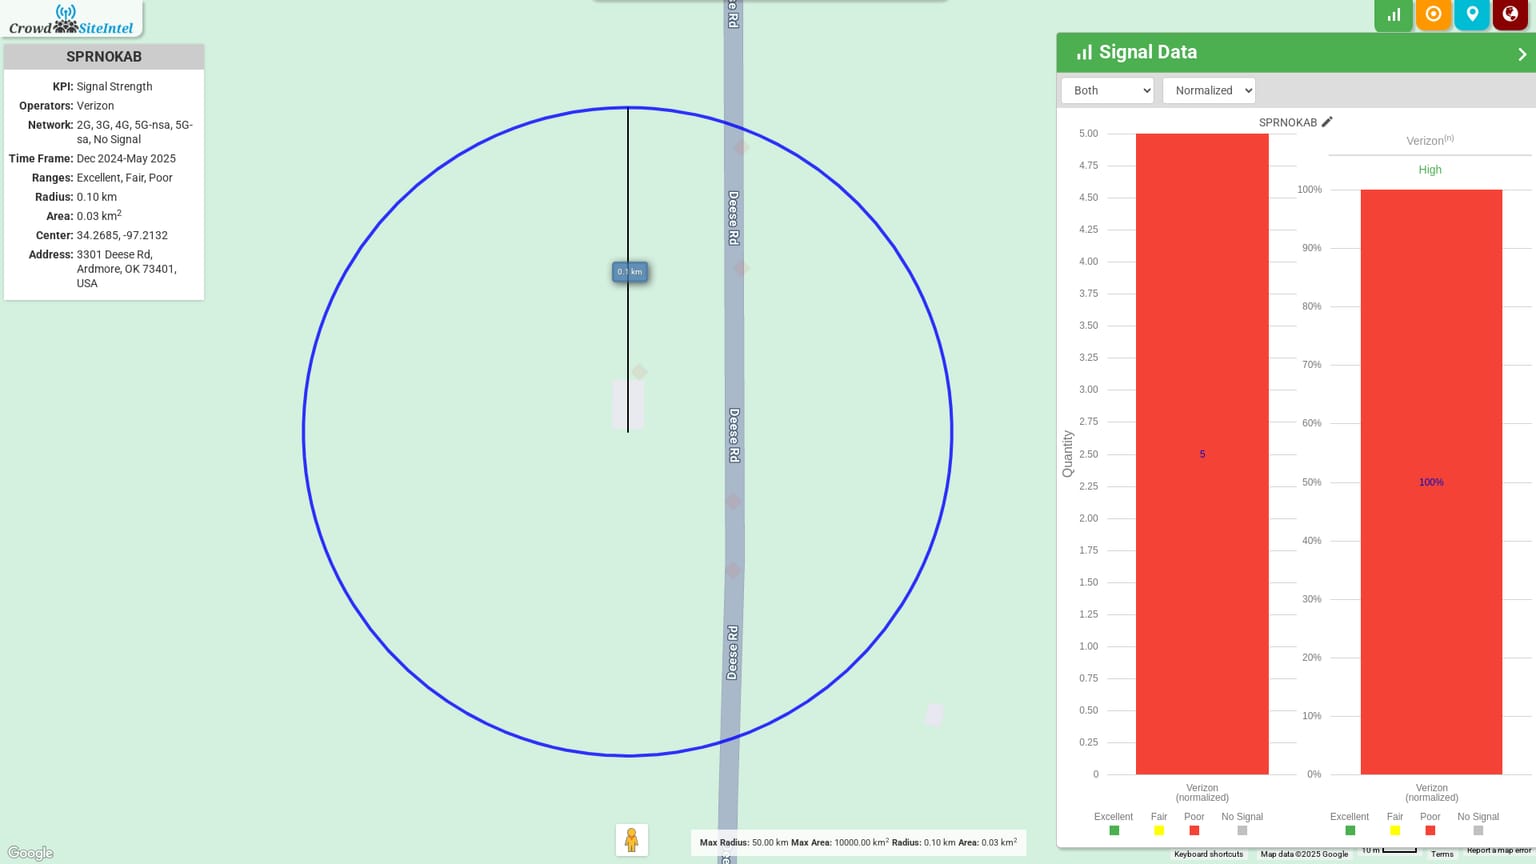 Crowd SiteIntel
SPRNOKAB
KPI: Signal Strength
Operators: Verizon
Network: 2G, 3G, 4G, 5G-nsa, 5G-
sa, No Signal
Time Frame: Dec 2024-May 2025
Ranges: Excellent, Fair, Poor
Radius: 0.10 km
Area: 0.03 km2
Center: 34.2685, -97.2132
Address: 3301 Deese Rd,
Ardmore, OK 73401,
USA
se Rd
Deese Rd
0.1 km
Deese Rd
Deese Rd
Google
Max Radius: 50.00 km Max Area: 10000.00 km2 Radius: 0.10 km Area: 0.03 km2
Signal Data
Both
Normalized
SPRNOKAB
Verizon(n)
High
Quantity
5.00
4.75
4.50
4.25
4.00
3.75
3.50
3.25
3.00
2.75
2.50
2.25
2.00
1.75
1.50
1.25
1.00
0.75
0.50
0.25
0
5
Verizon
(normalized)
Excellent Fair Poor No Signal
100%
90%
80%
70%
60%
50%
40%
30%
20%
10%
0%
100%
Verizon
(normalized)
Excellent Fair Poor No Signal
Keyboard shortcuts Map data ©2025 Google 10 m Terms Report a map error